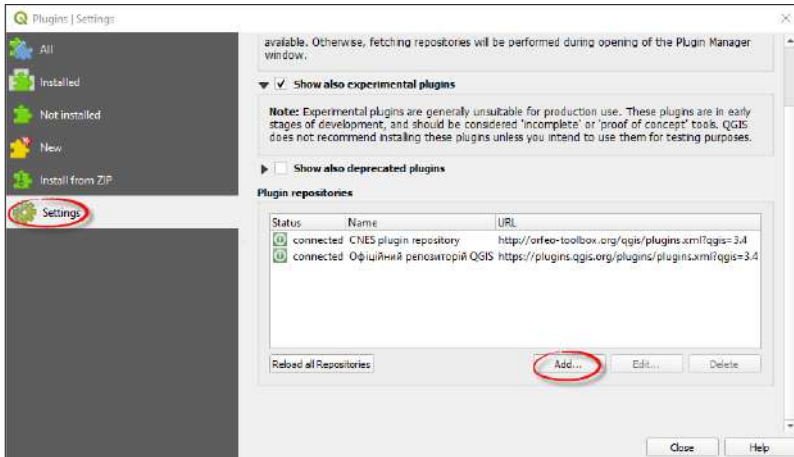 Plugins | Settings
All
Installed
Not installed
New
Install from ZIP
Settings
available. Otherwise, fetching repositories will be performed during opening of the Plugin Manager
window.
Show also experimental plugins
Note: Experimental plugins are generally unsuitable for production use. These plugins are in early
stages of development, and should be considered 'incomplete' or 'proof of concept' tools. QGIS
does not recommend installing these plugins unless you intend to use them for testing purposes.
Show also deprecated plugins
Plugin repositories
Status Name URL
connected CNES plugin repository http://orfeo-toolbox.org/qgis/plugins.xml?qgis=3.4
connected Офіційний репозиторій QGIS https://plugins.qgis.org/plugins/plugins.xml?qgis=3.4
Reload all Repositories Add... Edit... Delete
Close Help